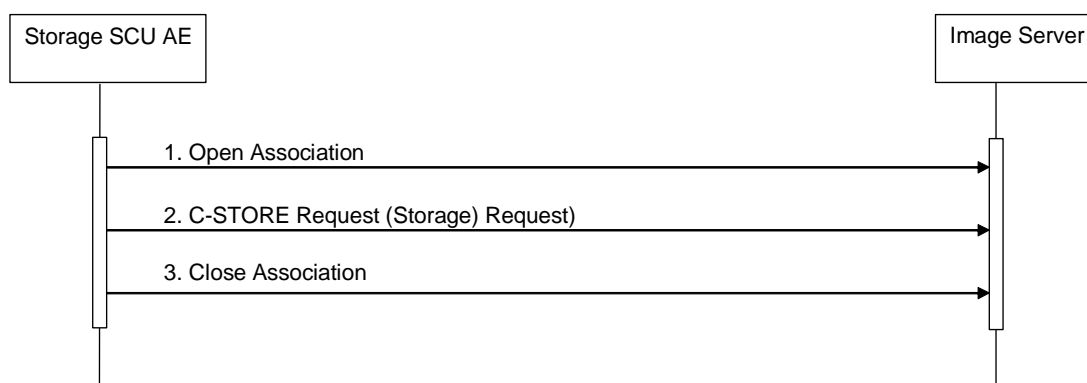 Storage SCU AE
Image Server
1. Open Association
2. C-STORE Request (Storage) Request)
3. Close Association